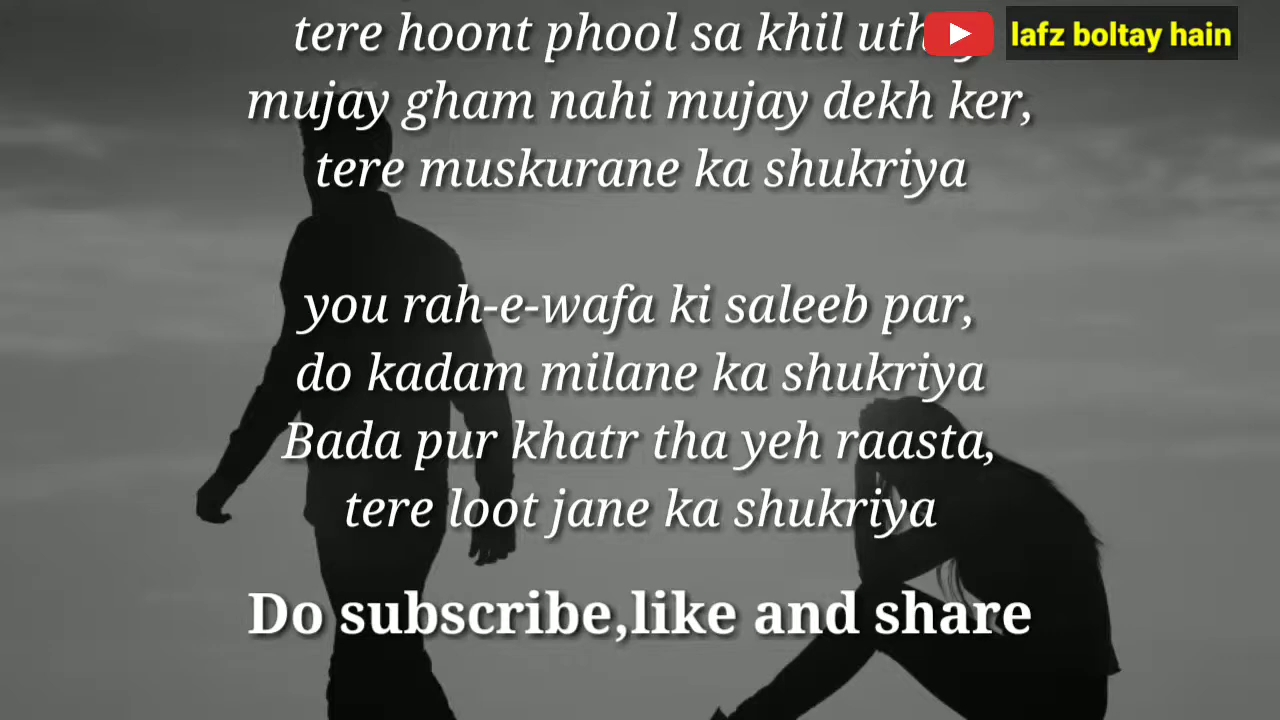 tere hoont phool sa khil
lafz boltay hain
mujay gham nahi mujay dekh ker,
tere muskurane ka shukriya
you rah-e-wafa ki saleeb par,
do kadam milane ka shukriya
Bada pur khatr tha yeh raasta,
tere loot jane ka shukriya
Do subscribe,like and share